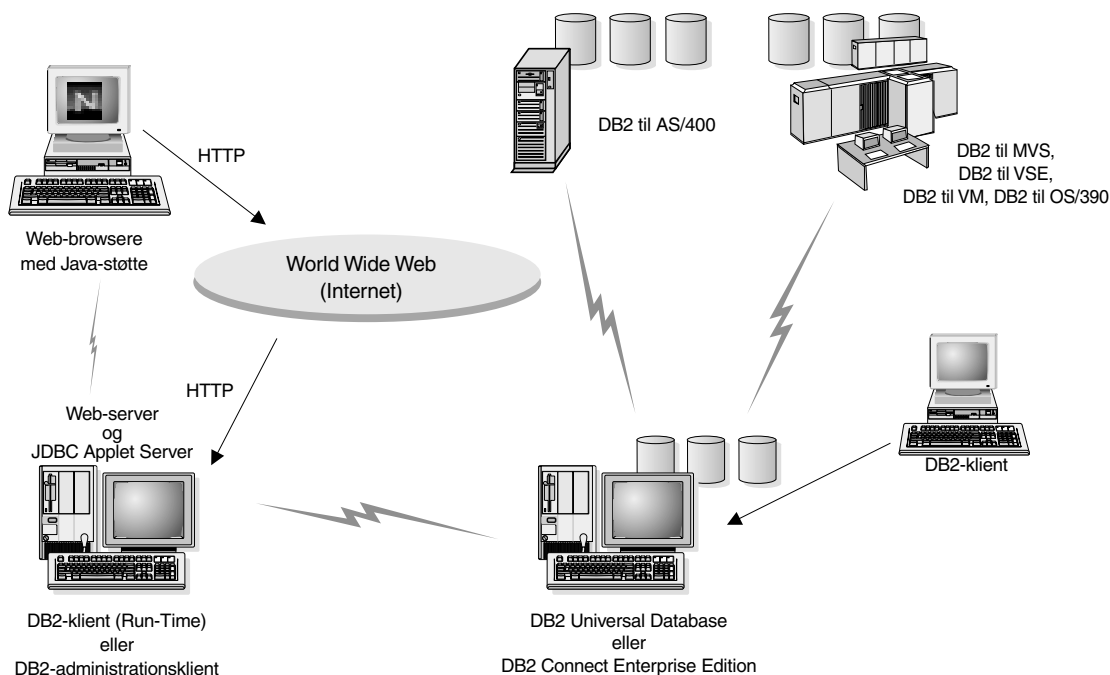 DB2 til AS/400
DB2 til MVS,
DB2 til VSE,
DB2 til VM, DB2 til OS/390
HTTP
Web-browsere
med Java-støtte
World Wide Web
(Internet)
HTTP
Web-server
og
JDBC Applet Server
DB2-klient
DB2-klient (Run-Time)
eller
DB2-administrationsklient
DB2 Universal Database
eller
DB2 Connect Enterprise Edition
N